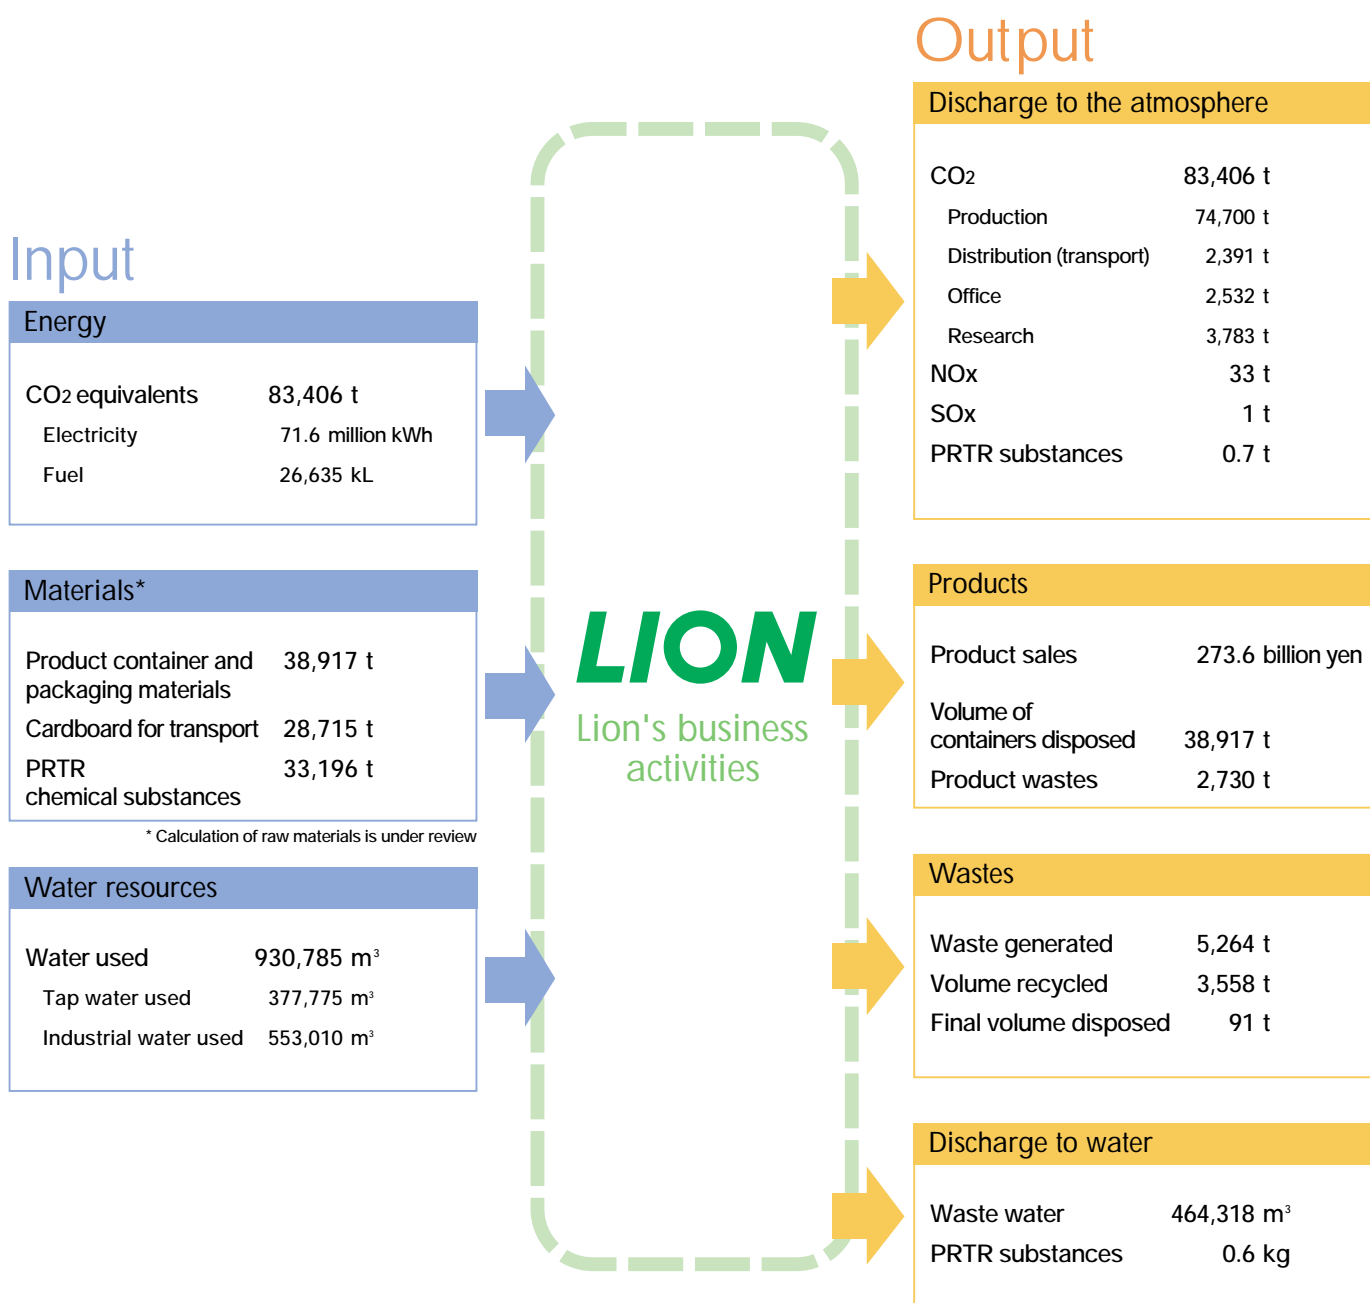 Input
Energy
CO2 equivalents 83,406 t
Electricity 71.6 million kWh
Fuel 26,635 kL
Materials*
Product container and 38,917 t
packaging materials
Cardboard for transport 28,715 t
PRTR 33,196 t
chemical substances
* Calculation of raw materials is under review
Water resources
Water used 930,785 m³
Tap water used 377,775 m³
Industrial water used 553,010 m³
LION
Lion's business
activities
Output
Discharge to the atmosphere
CO2 83,406 t
Production 74,700 t
Distribution (transport) 2,391 t
Office 2,532 t
Research 3,783 t
NOx 33 t
SOx 1 t
PRTR substances 0.7 t
Products
Product sales 273.6 billion yen
Volume of
containers disposed 38,917 t
Product wastes 2,730 t
Wastes
Waste generated 5,264 t
Volume recycled 3,558 t
Final volume disposed 91 t
Discharge to water
Waste water 464,318 m³
PRTR substances 0.6 kg